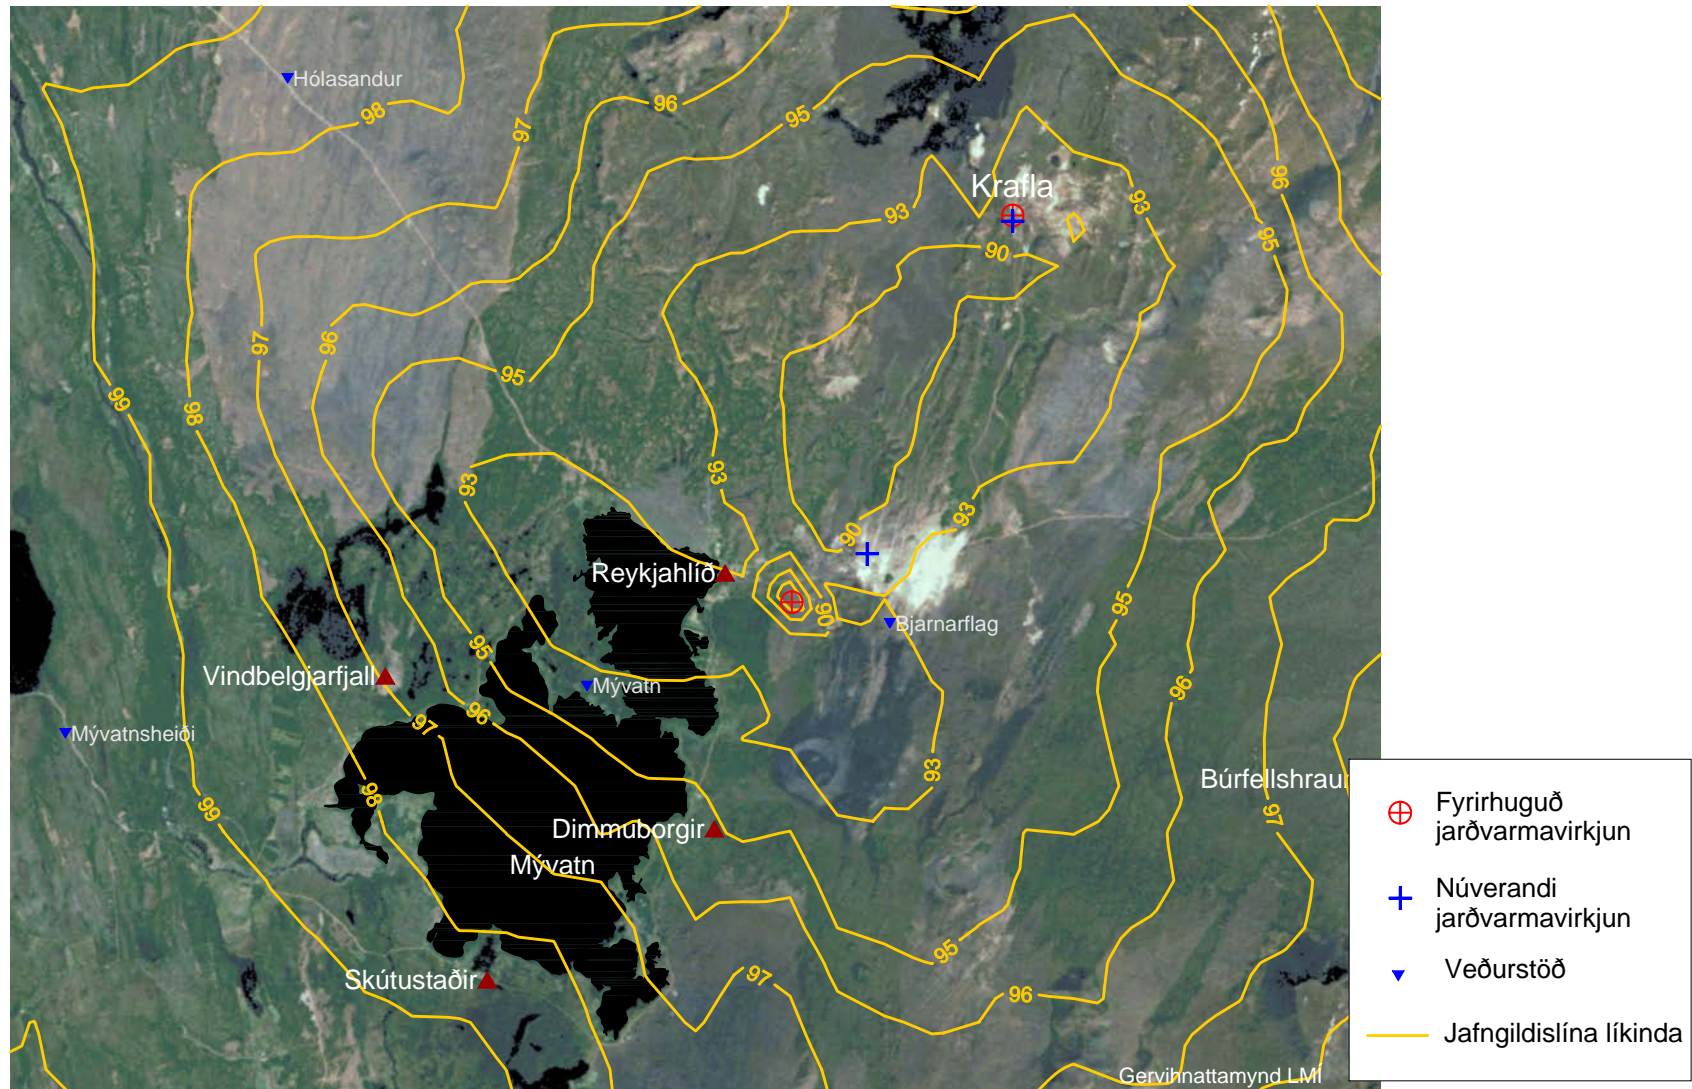 Hólasandur
98
97
96
95
96
Krafla
93
93
95
90
97
96
95
99
98
93
93
93
90
Reykjahlíð
90
Bjarnarflag
95
95
Vindbelgjarfjall
Mývatn
96
96
97
Mývatnsheiði
93
Búrfellshraun
98
99
97
Dimmuborgir
Mývatn
95
Skútustaðir
97
96
Gervihnattamynd LMÍ
Fyrirhuguð
jarðvarmavirkjun
Núverandi
jarðvarmavirkjun
Veðurstöð
Jafngildislína líkinda